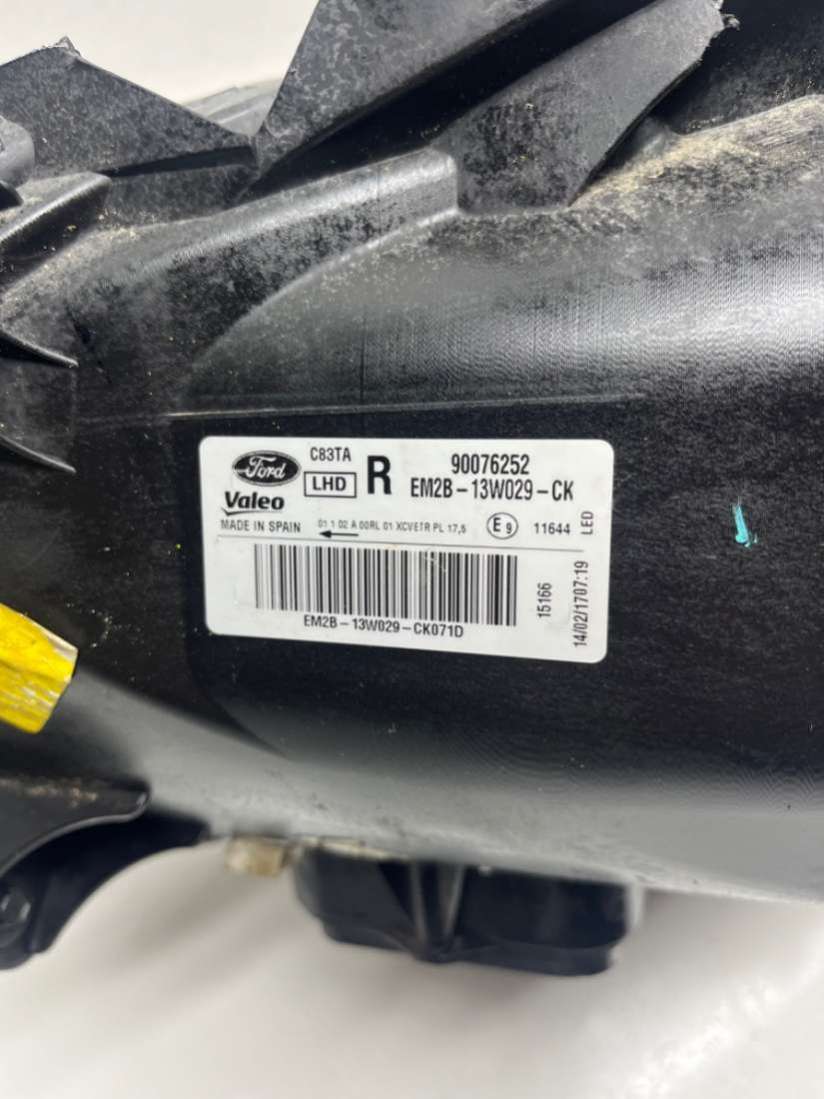 Ford
C83TA
LHD
R
90076252
EM2B-13W029-CK
Valeo
MADE IN SPAIN
01 1 02 A 00RL 01 XCVETR PL 17,5
E9
11644
LED
EM2B-13W029-CK071D
15166
14/02/1707:19